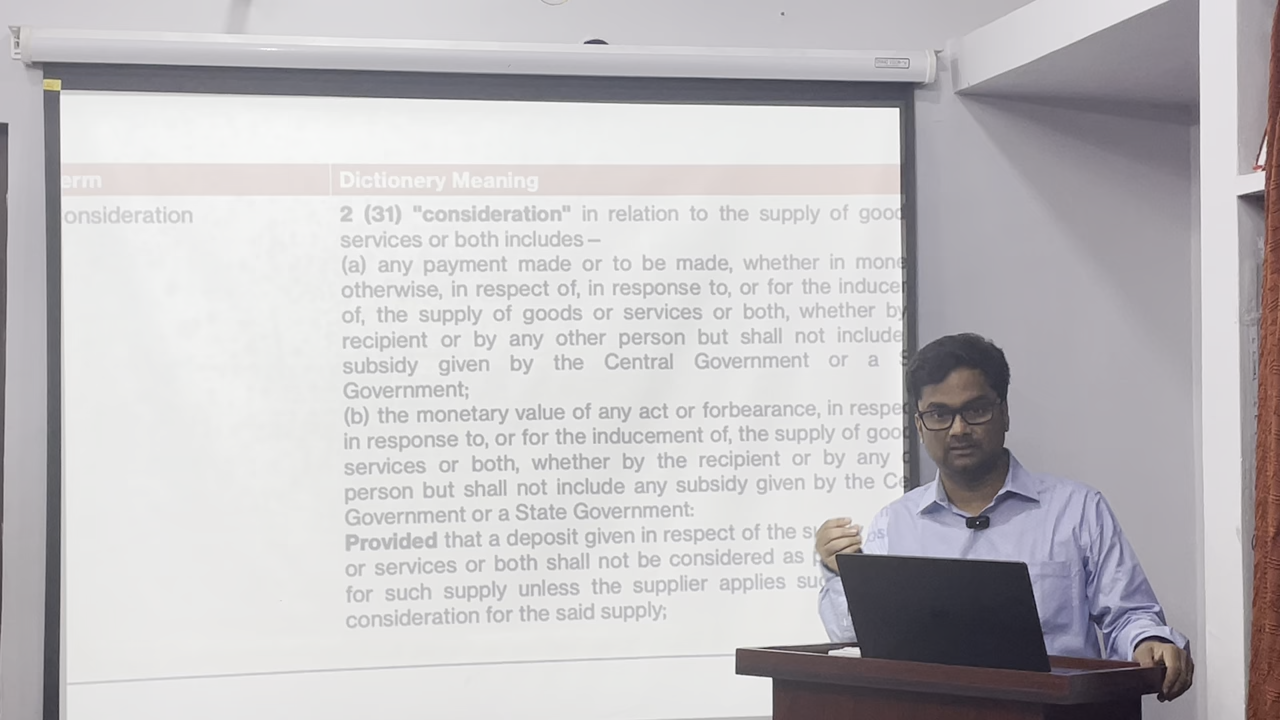 erm
Dictionery Meaning
onsideration
2 (31) "consideration" in relation to the supply of good
services or both includes—
(a) any payment made or to be made, whether in mone
otherwise, in respect of, in response to, or for the inducer
of, the supply of goods or services or both, whether by
recipient or by any other person but shall not include
subsidy given by the Central Government or a S
Government;
(b) the monetary value of any act or forbearance, in respec
in response to, or for the inducement of, the supply of good
services or both, whether by the recipient or by any
person but shall not include any subsidy given by the Ce
Government or a State Government:
Provided that a deposit given in respect of the su
or services or both shall not be considered as p
for such supply unless the supplier applies suc
consideration for the said supply;